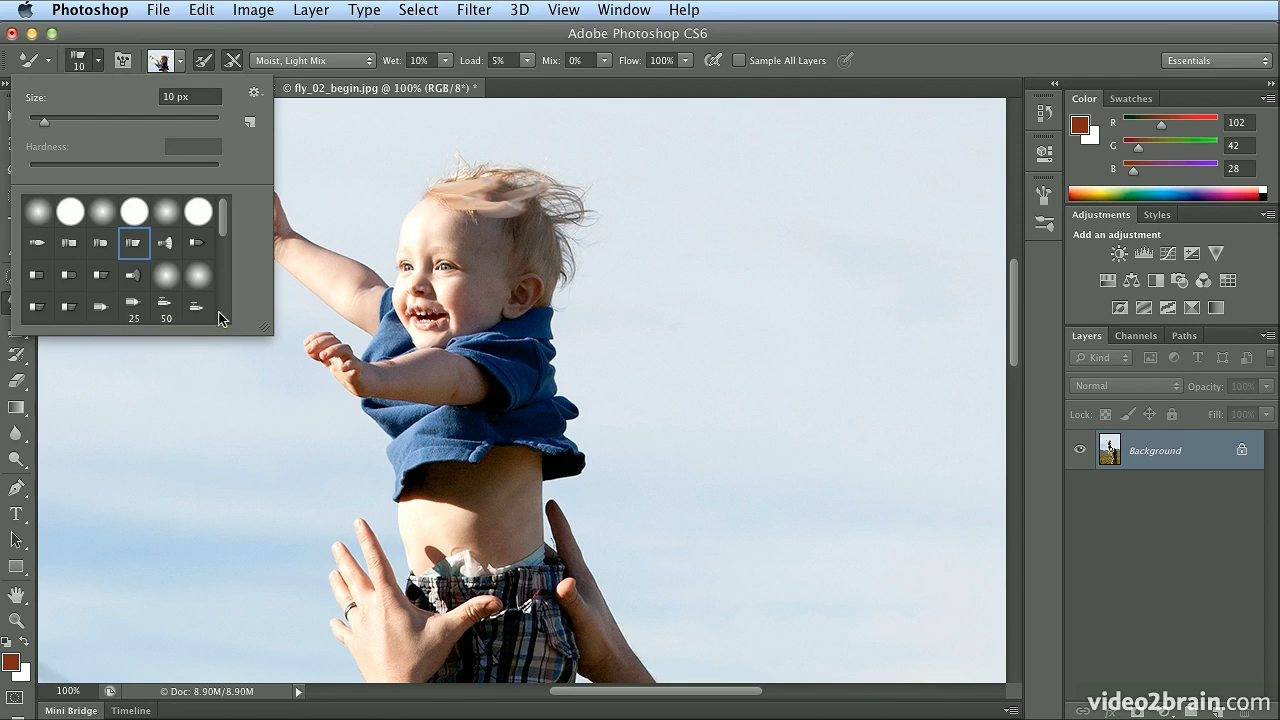 Photoshop File Edit Image Layer Type Select Filter 3D View Window Help
Adobe Photoshop CS6
10 Moist, Light Mix Wet: 10% Load: 5% Mix: 0% Flow: 100% Sample All Layers Essentials
© fly_02_begin.jpg @ 100% (RGB/8*) *
Size: 10 px
Hardness:
25 50
Color Swatches
R 102
G 42
B 28
Adjustments Styles
Add an adjustment
Layers Channels Paths
Kind
Normal Opacity: 100%
Lock: Fill: 100%
Background
100% © Doc: 8.90M/8.90M
Mini Bridge Timeline
video2brain.com